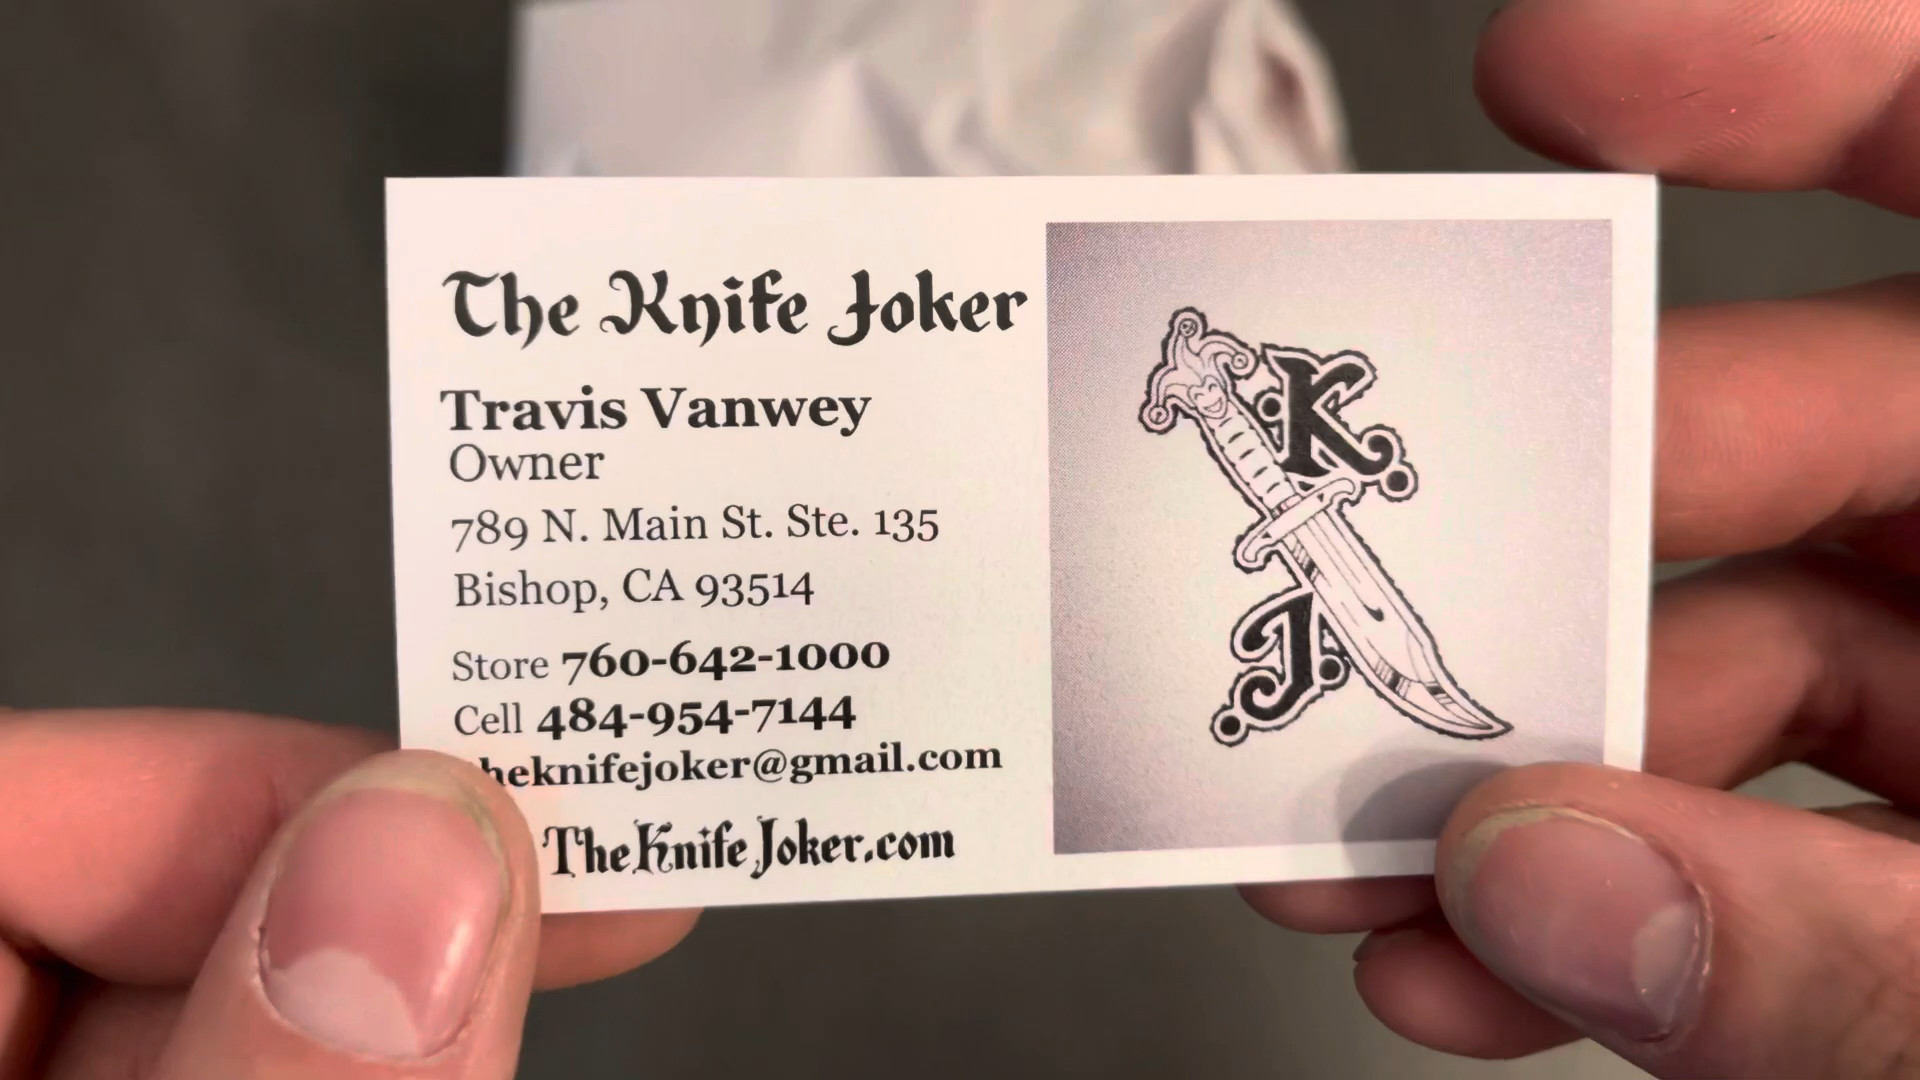 The Knife Joker
Travis Vanwey
Owner
789 N. Main St. Ste. 135
Bishop, CA 93514
Store 760-642-1000
Cell 484-954-7144
heknifejoker@gmail.com
TheKnifeJoker.com
K
J